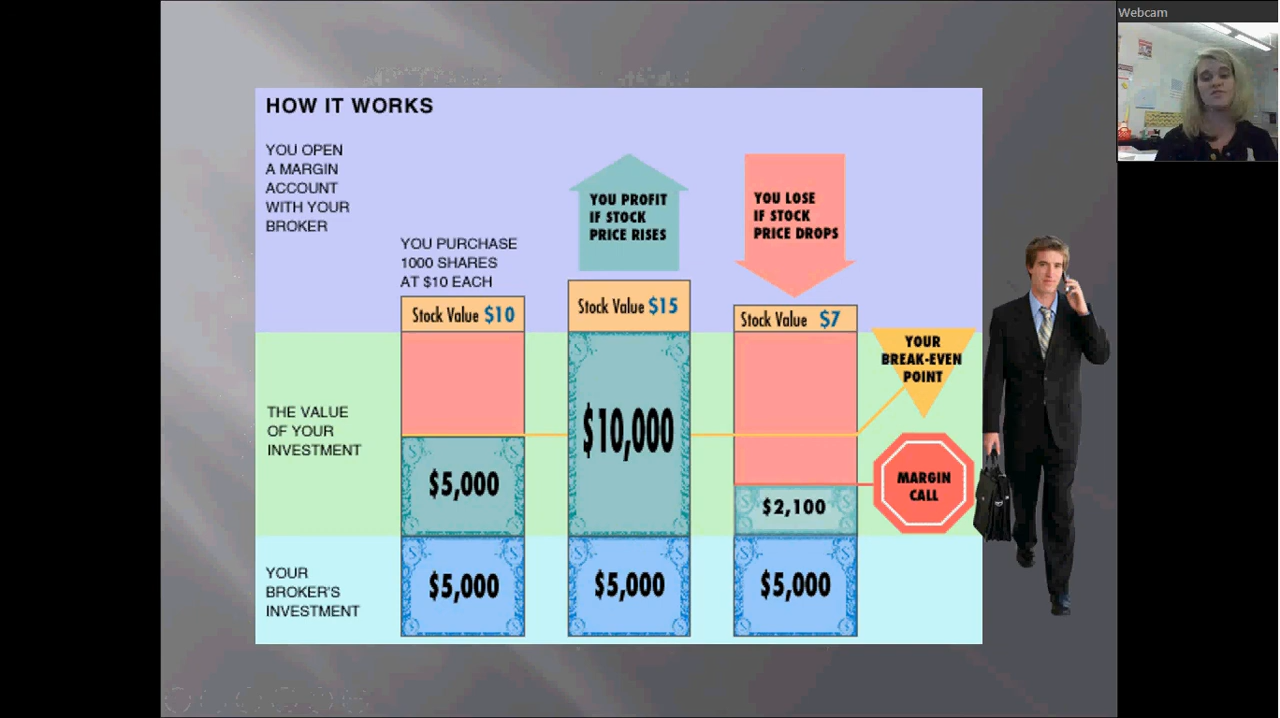 Webcam
HOW IT WORKS
YOU OPEN
A MARGIN
ACCOUNT
WITH YOUR
BROKER
YOU PURCHASE
1000 SHARES
AT $10 EACH
YOU PROFIT
IF STOCK
PRICE RISES
YOU LOSE
IF STOCK
PRICE DROPS
Stock Value $10
Stock Value $15
Stock Value $7
YOUR
BREAK-EVEN
POINT
THE VALUE
OF YOUR
INVESTMENT
$5,000
$10,000
$2,100
MARGIN
CALL
YOUR
BROKER'S
INVESTMENT
$5,000
$5,000
$5,000